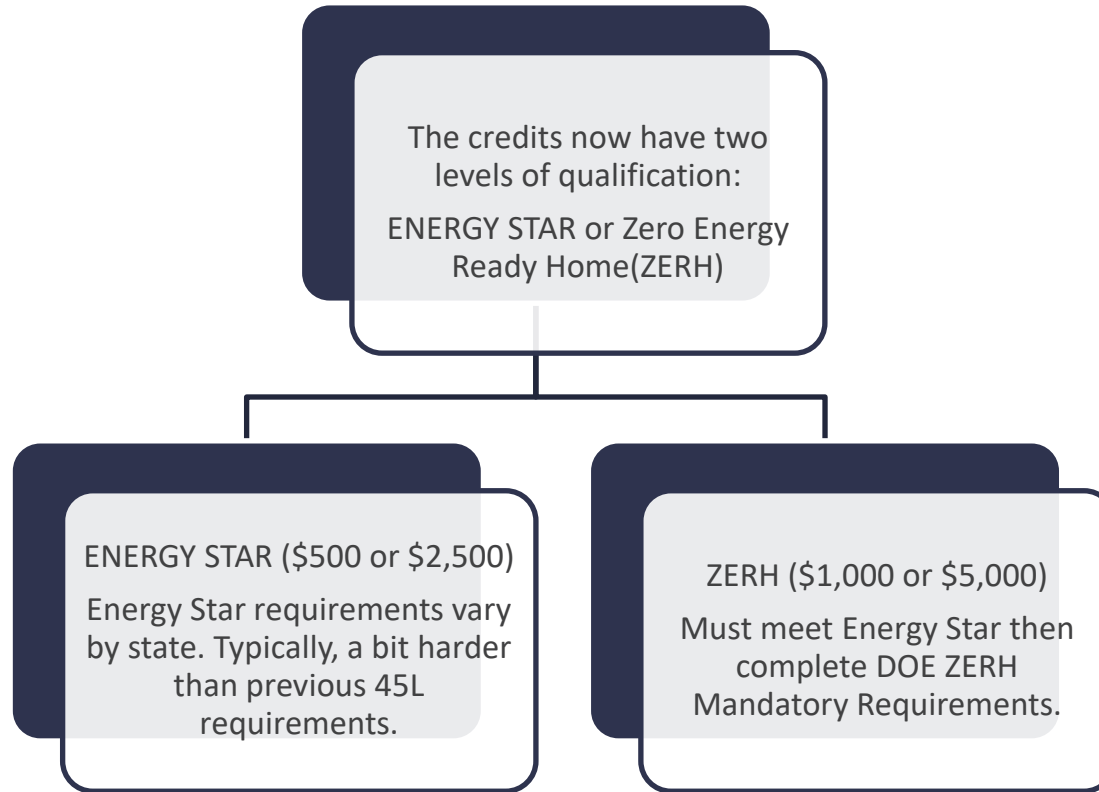 The credits now have two
levels of qualification:
ENERGY STAR or Zero Energy
Ready Home(ZERH)
ENERGY STAR ($500 or $2,500)
Energy Star requirements vary
by state. Typically, a bit harder
than previous 45L
requirements.
ZERH ($1,000 or $5,000)
Must meet Energy Star then
complete DOE ZERH
Mandatory Requirements.